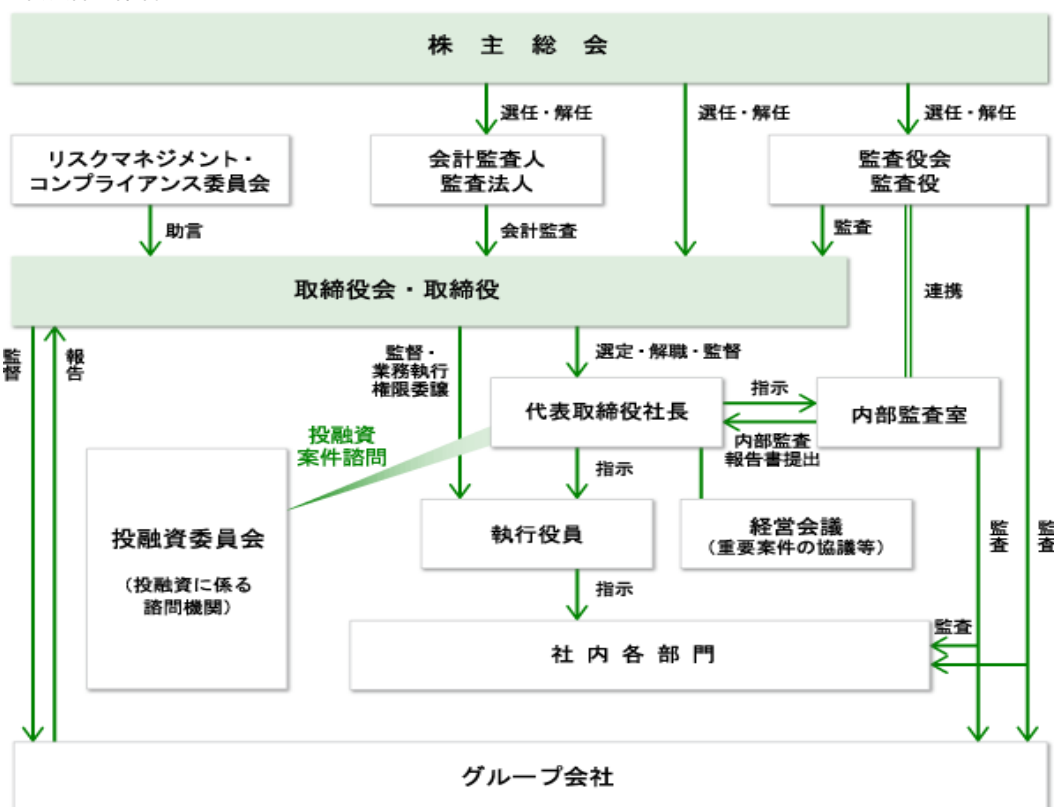 株主総会
選任・解任
選任・解任
選任・解任
リスクマネジメント・
コンプライアンス委員会
会計監査人
監査法人
監査役会
監査役
助言
会計監査
監査
取締役会・取締役
連携
監督
報告
監督・
業務執行
権限委譲
選定・解職・監督
代表取締役社長
指示
内部監査
報告書提出
内部監査室
投融資
案件諮問
指示
投融資委員会
(投融資に係る
諮問機関)
執行役員
経営会議
(重要案件の協議等)
監査
監査
指示
社内各部門
監査
グループ会社